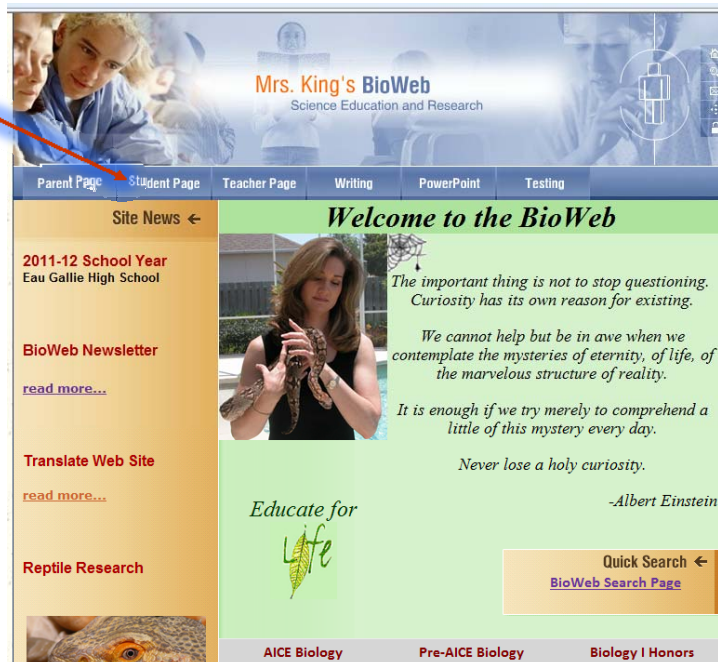 Mrs. King's BioWeb
Science Education and Research
Parent Page Student Page Teacher Page Writing PowerPoint Testing
Site News
2011-12 School Year
Eau Gallie High School
BioWeb Newsletter
read more...
Translate Web Site
read more...
Reptile Research
Welcome to the BioWeb
The important thing is not to stop questioning.
Curiosity has its own reason for existing.
We cannot help but be in awe when we
contemplate the mysteries of eternity, of life, of
the marvelous structure of reality.
It is enough if we try merely to comprehend a
little of this mystery every day.
Never lose a holy curiosity.
-Albert Einstein
Educate for
Life
Quick Search
BioWeb Search Page
AICE Biology Pre-AICE Biology Biology I Honors